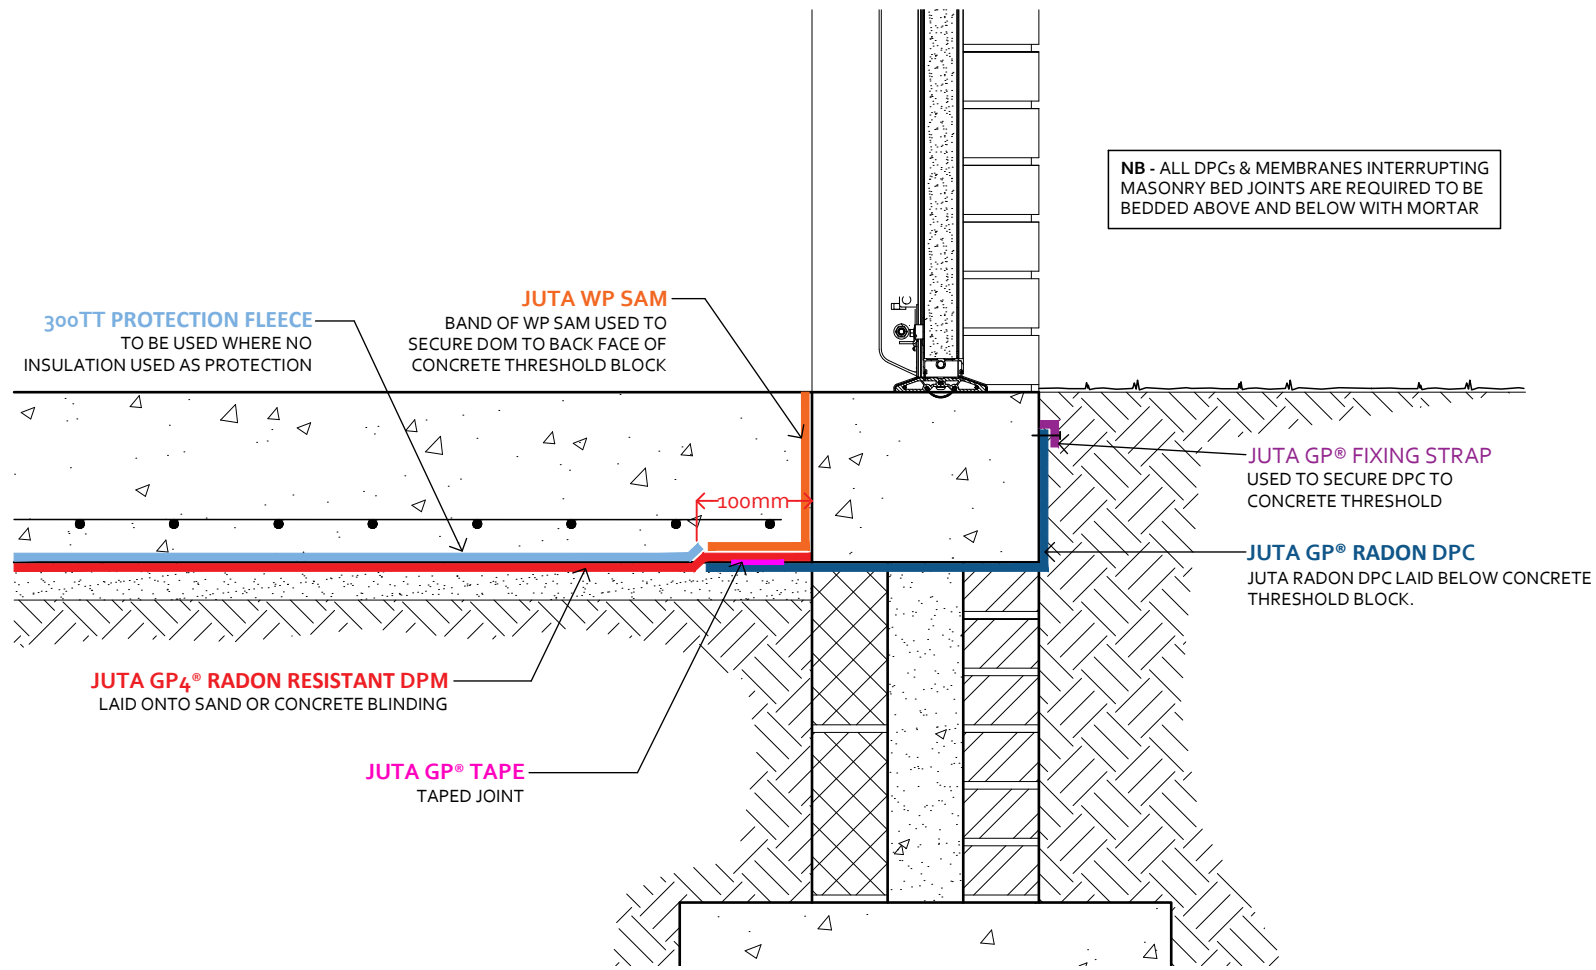 NB - ALL DPCs & MEMBRANES INTERRUPTING
MASONRY BED JOINTS ARE REQUIRED TO BE
BEDDED ABOVE AND BELOW WITH MORTAR
JUTA WP SAM
BAND OF WP SAM USED TO
SECURE DOM TO BACK FACE OF
CONCRETE THRESHOLD BLOCK
300TT PROTECTION FLEECE
TO BE USED WHERE NO
INSULATION USED AS PROTECTION
100mm
JUTA GP® FIXING STRAP
USED TO SECURE DPC TO
CONCRETE THRESHOLD
JUTA GP® RADON DPC
JUTA RADON DPC LAID BELOW CONCRETE
THRESHOLD BLOCK.
JUTA GP4® RADON RESISTANT DPM
LAID ONTO SAND OR CONCRETE BLINDING
JUTA GP® TAPE
TAPED JOINT